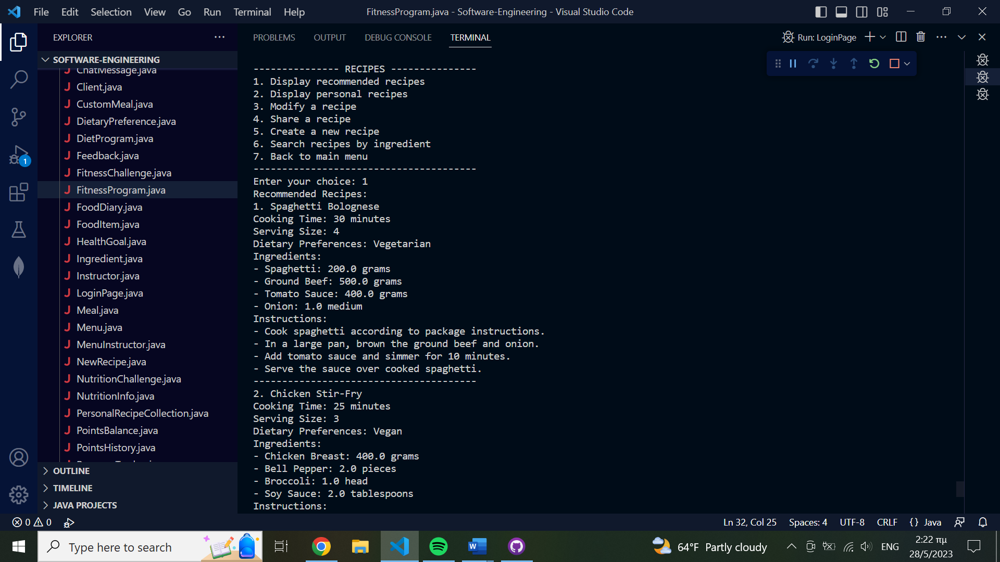 File Edit Selection View Go Run Terminal Help
FitnessProgram.java - Software-Engineering - Visual Studio Code
EXPLORER
SOFTWARE-ENGINEERING
ChatMessage.java
Client.java
CustomMeal.java
DietaryPreference.java
DietProgram.java
Feedback.java
FitnessChallenge.java
FitnessProgram.java
FoodDiary.java
FoodItem.java
HealthGoal.java
Ingredient.java
Instructor.java
LoginPage.java
Meal.java
Menu.java
MenuInstructor.java
NewRecipe.java
NutritionChallenge.java
NutritionInfo.java
PersonalRecipeCollection.java
PointsBalance.java
PointsHistory.java
OUTLINE
TIMELINE
JAVA PROJECTS
1
PROBLEMS OUTPUT DEBUG CONSOLE TERMINAL
Run: LoginPage
--------------- RECIPES ---------------
1. Display recommended recipes
2. Display personal recipes
3. Modify a recipe
4. Share a recipe
5. Create a new recipe
6. Search recipes by ingredient
7. Back to main menu
---------------------------------------
Enter your choice: 1
Recommended Recipes:
1. Spaghetti Bolognese
Cooking Time: 30 minutes
Serving Size: 4
Dietary Preferences: Vegetarian
Ingredients:
- Spaghetti: 200.0 grams
- Ground Beef: 500.0 grams
- Tomato Sauce: 400.0 grams
- Onion: 1.0 medium
Instructions:
- Cook spaghetti according to package instructions.
- In a large pan, brown the ground beef and onion.
- Add tomato sauce and simmer for 10 minutes.
- Serve the sauce over cooked spaghetti.
---------------------------------------
2. Chicken Stir-Fry
Cooking Time: 25 minutes
Serving Size: 3
Dietary Preferences: Vegan
Ingredients:
- Chicken Breast: 400.0 grams
- Bell Pepper: 2.0 pieces
- Broccoli: 1.0 head
- Soy Sauce: 2.0 tablespoons
Instructions:
0 0
Ln 32, Col 25 Spaces: 4 UTF-8 CRLF {} Java
Type here to search
64°F Partly cloudy
ENG
2:22 πμ
28/5/2023